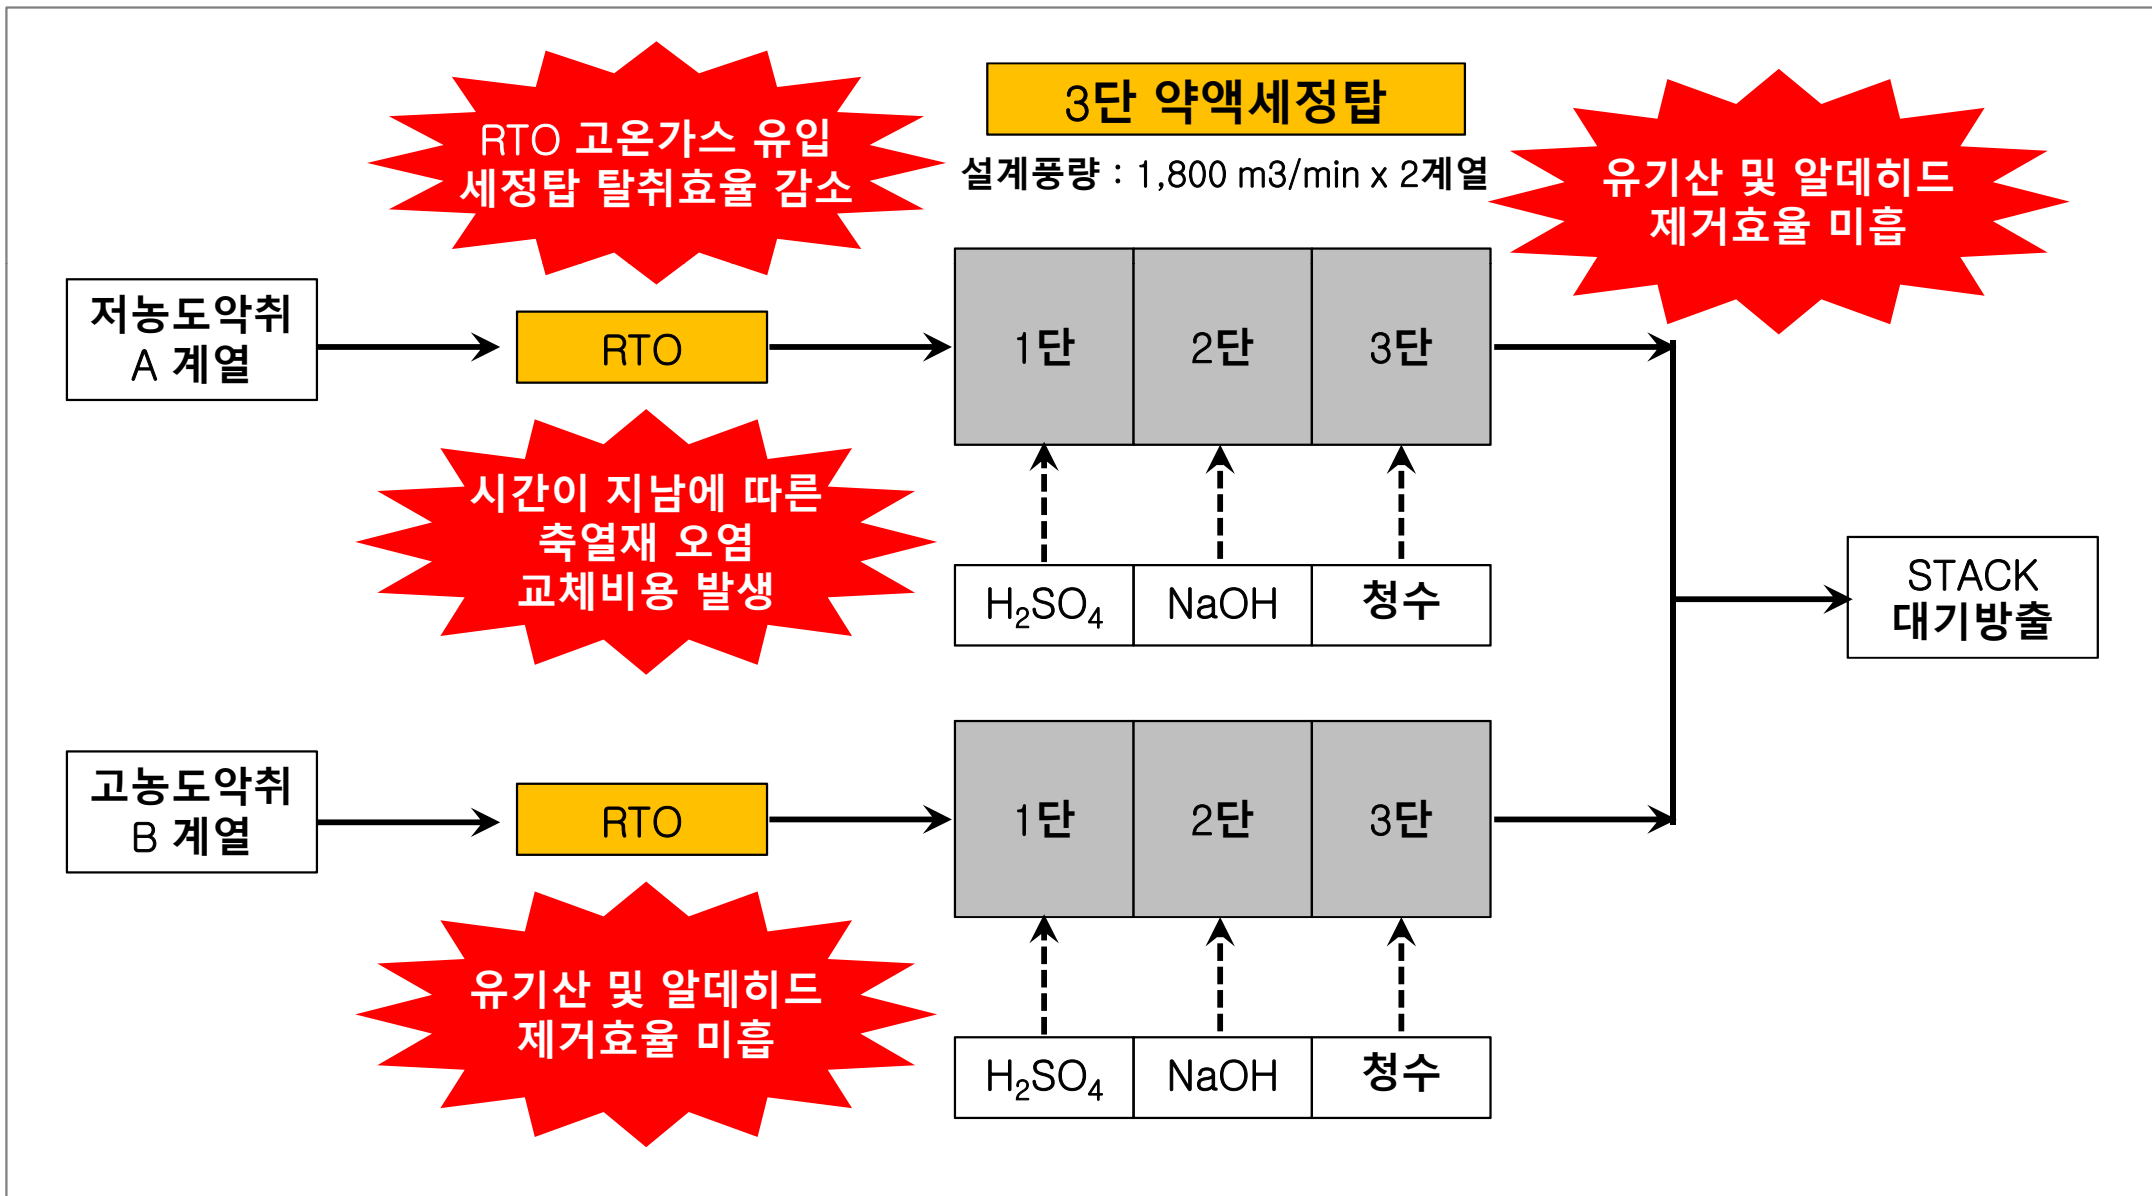 RTO 고온가스 유입
세정탑 탈취효율 감소
3단 약액세정탑
설계풍량 : 1,800 m3/min x 2계열
유기산 및 알데히드
제거효율 미흡
저농도악취
A 계열
RTO
1단
2단
3단
시간이 지남에 따른
축열재 오염
교체비용 발생
H₂SO₄
NaOH
청수
STACK
대기방출
고농도악취
B 계열
RTO
1단
2단
3단
유기산 및 알데히드
제거효율 미흡
H₂SO₄
NaOH
청수